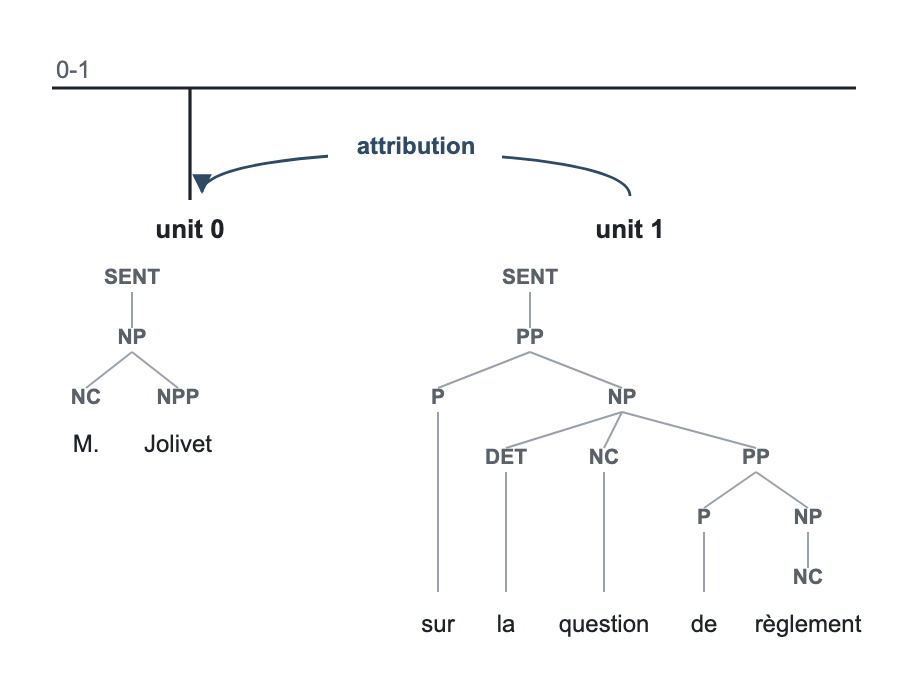 0-1
attribution
unit 0 unit 1
SENT SENT
NP PP
NC NPP P NP
M. Jolivet DET NC PP
P NP
NC
sur la question de règlement